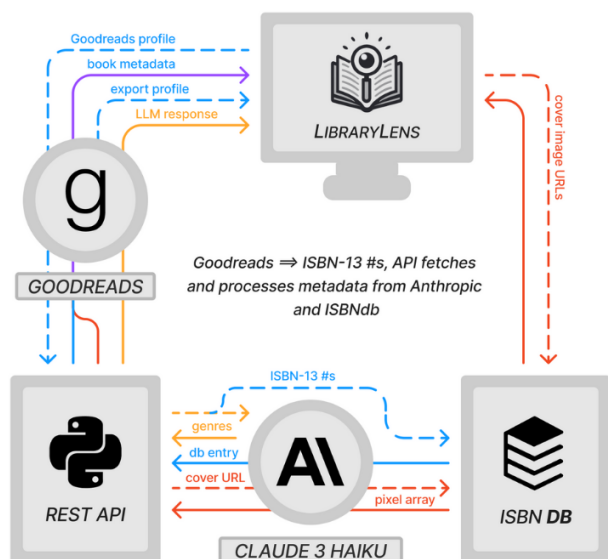 Goodreads profile
book metadata
export profile
LLM response
LIBRARYLENS
cover image URLs
g
GOODREADS
Goodreads ⟹ ISBN-13 #s, API fetches
and processes metadata from Anthropic
and ISBNdb
ISBN-13 #s
genres
db entry
cover URL
pixel array
A\
REST API
CLAUDE 3 HAIKU
ISBN DB